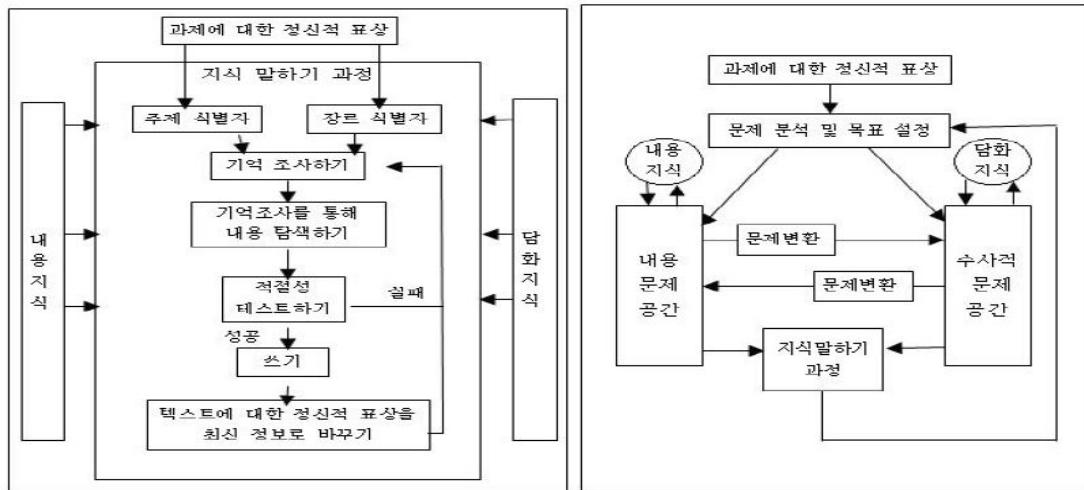 과제에 대한 정신적 표상
지식 말하기 과정
주제 식별자
장르 식별자
기억 조사하기
기억조사를 통해
내용 탐색하기
적절성
테스트하기
실패
성공
쓰기
텍스트에 대한 정신적 표상을
최신 정보로 바꾸기
내
용
지
식
담
화
지
식
과제에 대한 정신적 표상
문제 분석 및 목표 설정
내용
지식
담화
지식
내용
문제
공간
문제변환
문제변환
수사적
문제
공간
지식말하기
과정